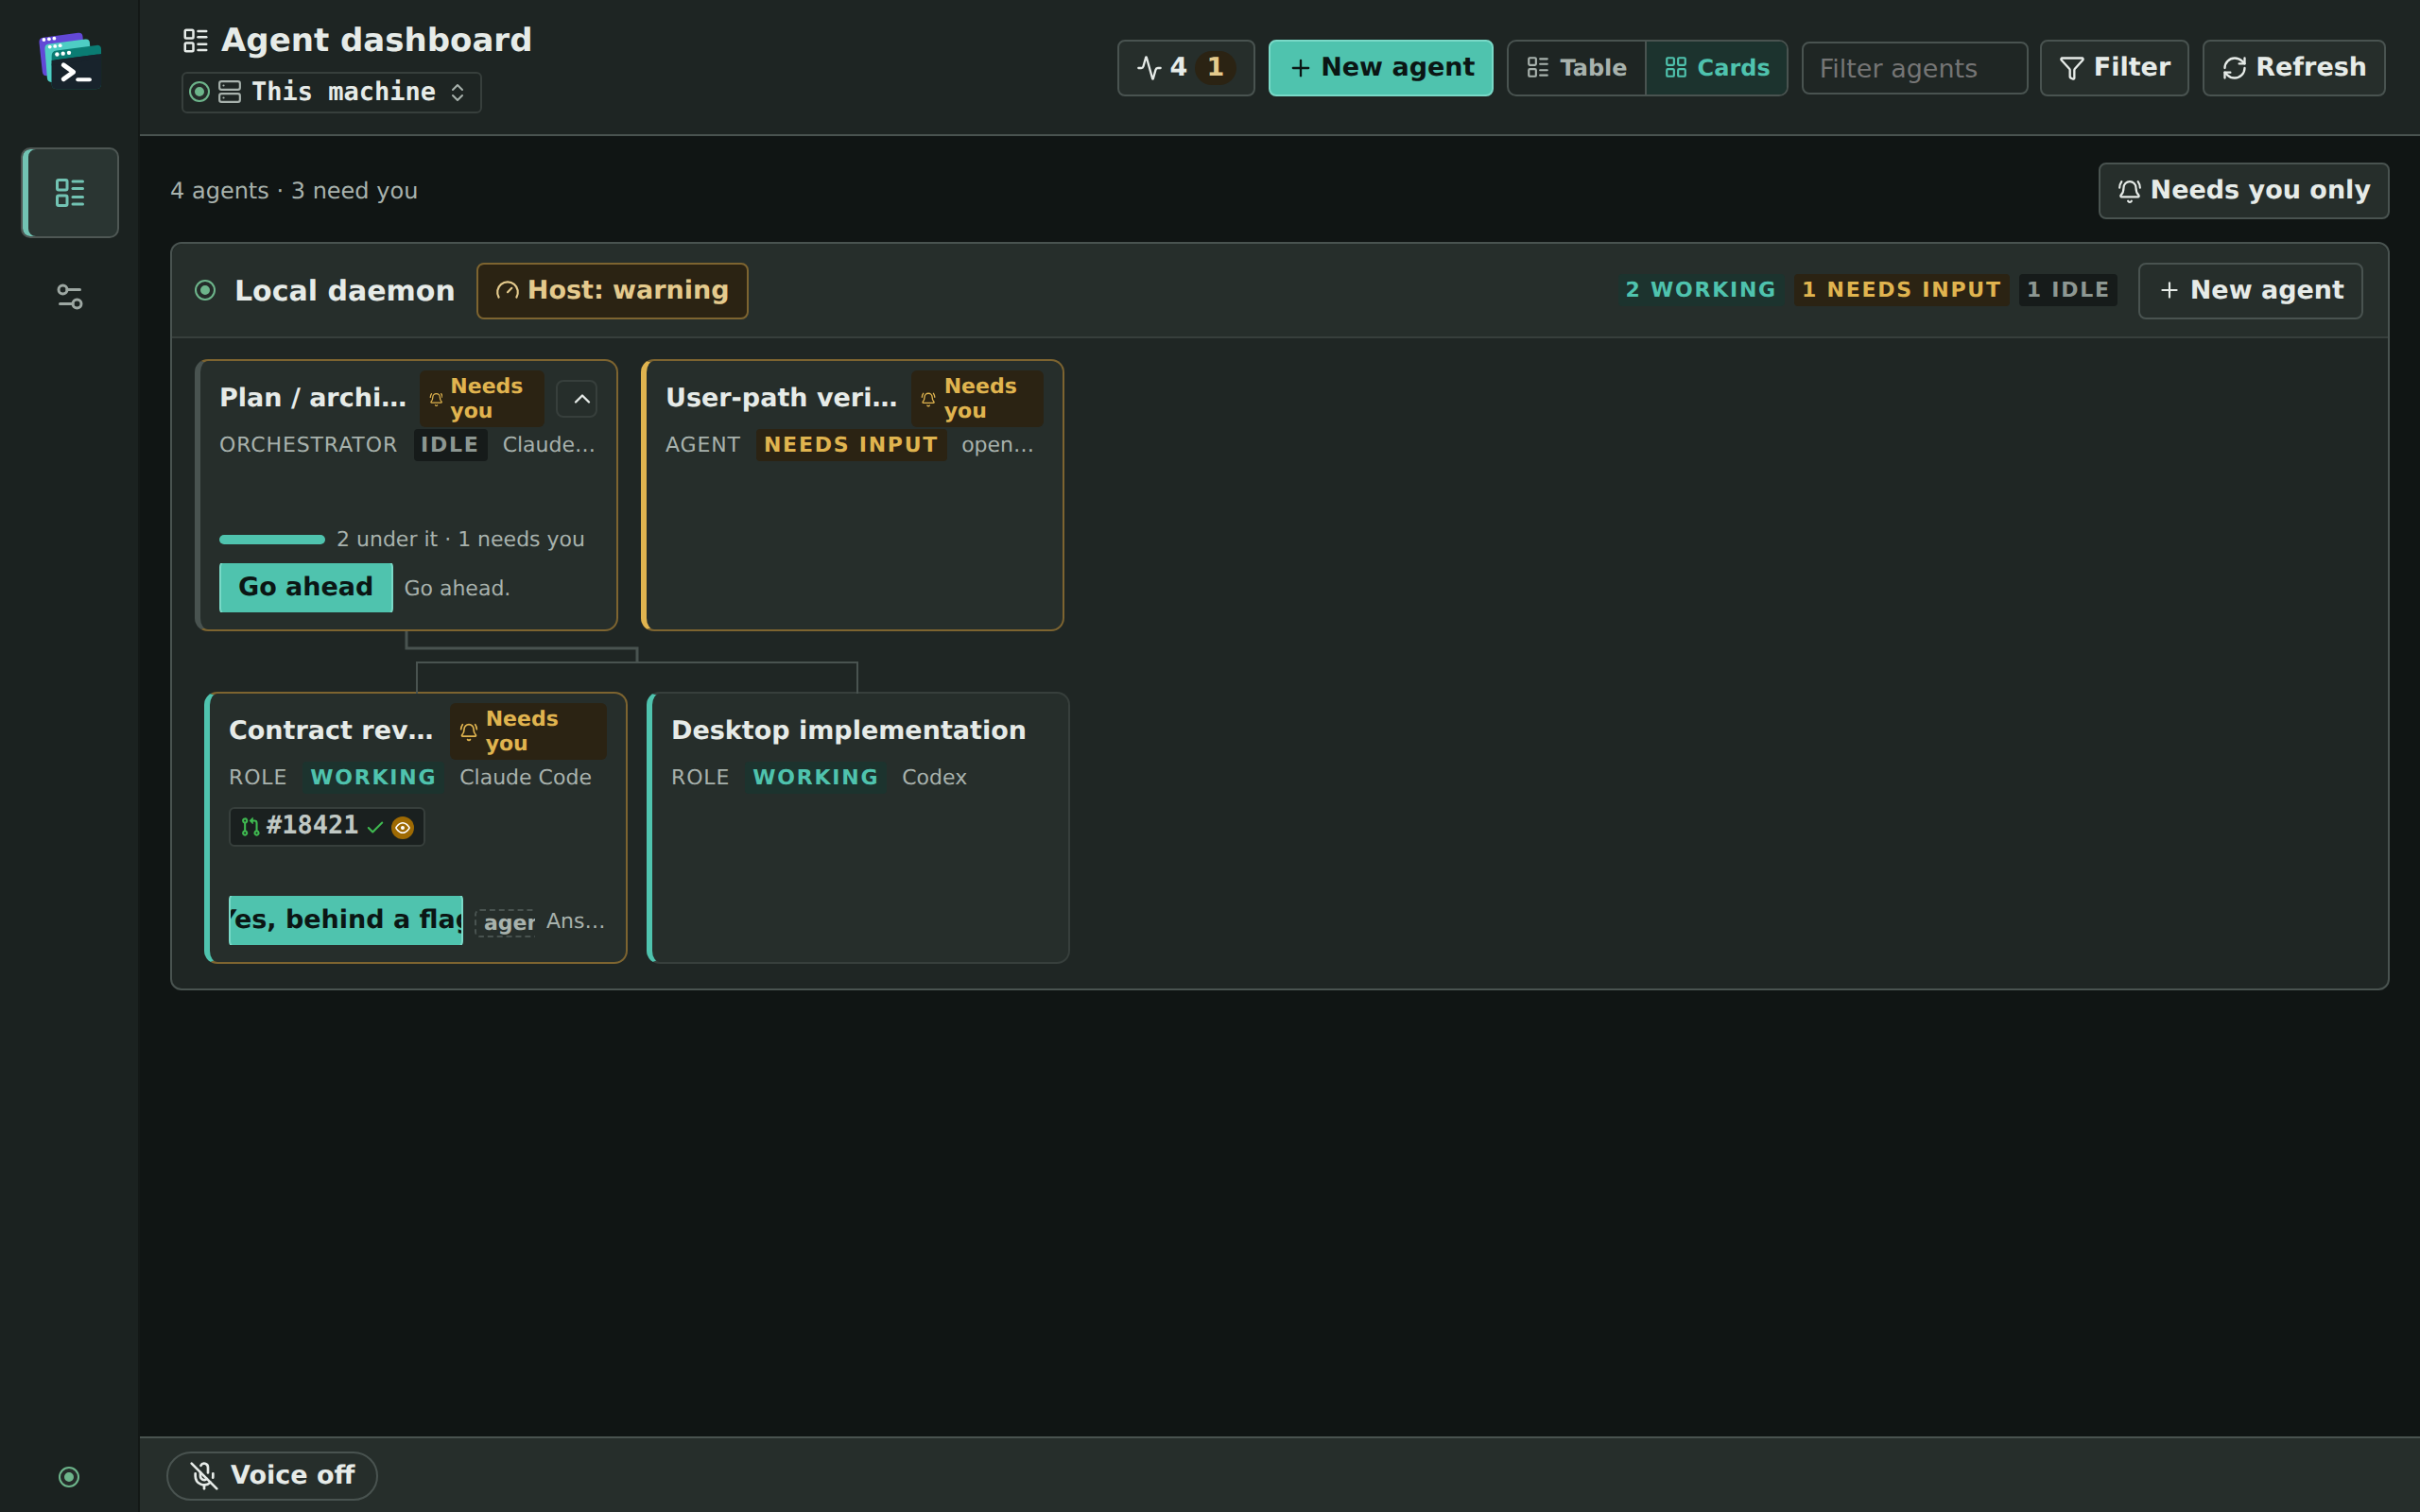 Agent dashboard
This machine
4 1
New agent
Table
Cards
Filter agents
Filter
Refresh
4 agents · 3 need you
Needs you only
Local daemon
Host: warning
2 WORKING
1 NEEDS INPUT
1 IDLE
New agent
Plan / archi…
Needs you
ORCHESTRATOR IDLE Claude…
2 under it · 1 needs you
Go ahead
Go ahead.
User-path veri…
Needs you
AGENT NEEDS INPUT open…
Contract rev…
Needs you
ROLE WORKING Claude Code
#18421
Yes, behind a flag
Ans…
Desktop implementation
ROLE WORKING Codex
Voice off